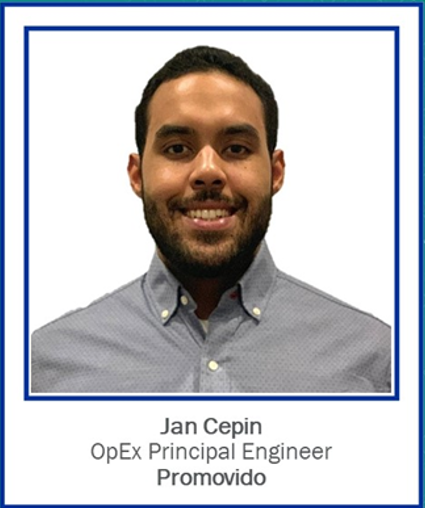 Jan Cepin
OpEx Principal Engineer
Promovido